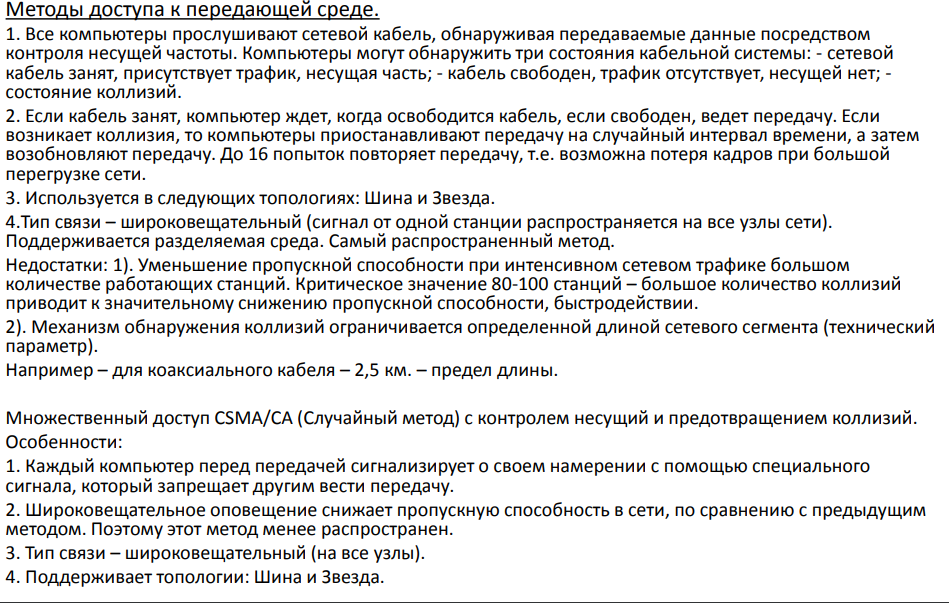 Методы доступа к передающей среде.
1. Все компьютеры прослушивают сетевой кабель, обнаруживая передаваемые данные посредством
контроля несущей частоты. Компьютеры могут обнаружить три состояния кабельной системы: - сетевой
кабель занят, присутствует трафик, несущая часть; - кабель свободен, трафик отсутствует, несущей нет; -
состояние коллизий.
2. Если кабель занят, компьютер ждет, когда освободится кабель, если свободен, ведет передачу. Если
возникает коллизия, то компьютеры приостанавливают передачу на случайный интервал времени, а затем
возобновляют передачу. До 16 попыток повторяет передачу, т.е. возможна потеря кадров при большой
перегрузке сети.
3. Используется в следующих топологиях: Шина и Звезда.
4.Тип связи – широковещательный (сигнал от одной станции распространяется на все узлы сети).
Поддерживается разделяемая среда. Самый распространенный метод.
Недостатки: 1). Уменьшение пропускной способности при интенсивном сетевом трафике большом
количестве работающих станций. Критическое значение 80-100 станций – большое количество коллизий
приводит к значительному снижению пропускной способности, быстродействии.
2). Механизм обнаружения коллизий ограничивается определенной длиной сетевого сегмента (технический
параметр).
Например – для коаксиального кабеля – 2,5 км. – предел длины.
Множественный доступ CSMA/CA (Случайный метод) с контролем несущий и предотвращением коллизий.
Особенности:
1. Каждый компьютер перед передачей сигнализирует о своем намерении с помощью специального
сигнала, который запрещает другим вести передачу.
2. Широковещательное оповещение снижает пропускную способность в сети, по сравнению с предыдущим
методом. Поэтому этот метод менее распространен.
3. Тип связи – широковещательный (на все узлы).
4. Поддерживает топологии: Шина и Звезда.